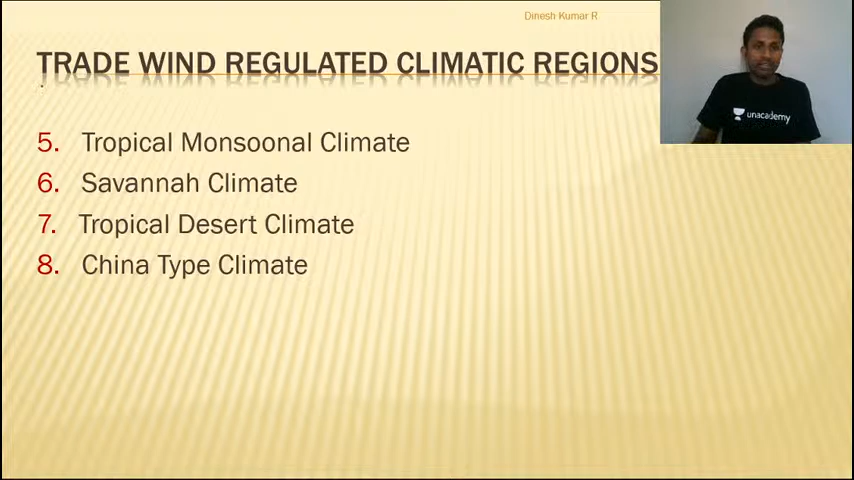 Dinesh Kumar R
TRADE WIND REGULATED CLIMATIC REGIONS
5. Tropical Monsoonal Climate
6. Savannah Climate
7. Tropical Desert Climate
8. China Type Climate
unacademy